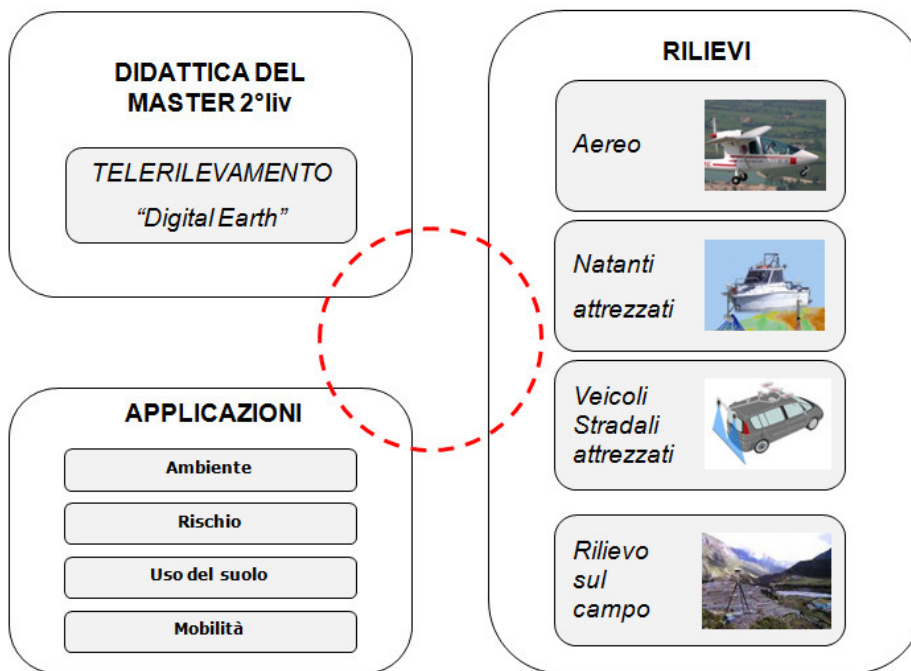 DIDATTICA DEL
MASTER 2°liv
TELERILEVAMENTO
“Digital Earth”
APPLICAZIONI
Ambiente
Rischio
Uso del suolo
Mobilità
RILIEVI
Aereo
Natanti
attrezzati
Veicoli
Stradali
attrezzati
Rilievo
sul
campo